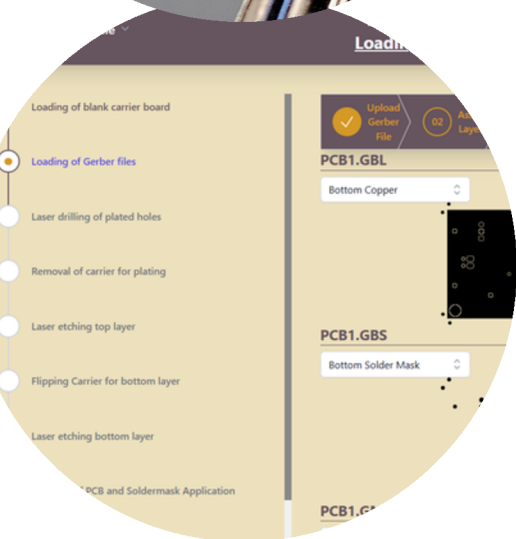 Loading of blank carrier board
Loading of Gerber files
Laser drilling of plated holes
Removal of carrier for plating
Laser etching top layer
Flipping Carrier for bottom layer
Laser etching bottom layer
PCB and Soldermask Application
Upload
Gerber
File
02
PCB1.GBL
Bottom Copper
PCB1.GBS
Bottom Solder Mask